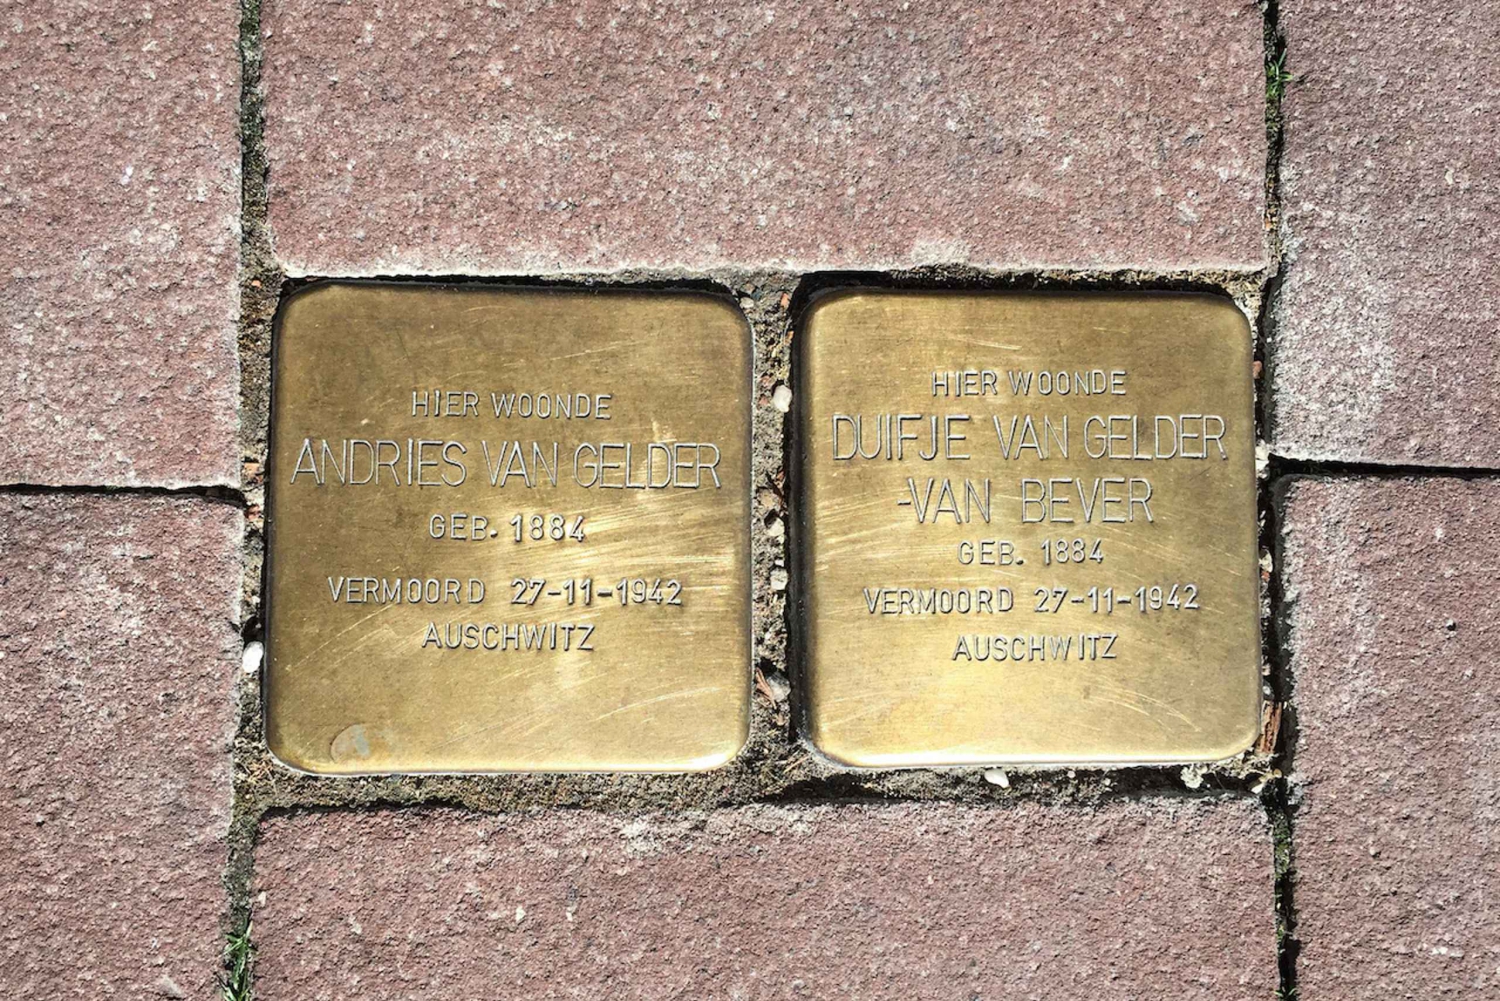 HIER WOONDE
ANDRIES VAN GELDER
GEB. 1884
VERMOORD 27-11-1942
AUSCHWITZ
HIER WOONDE
DUIFJE VAN GELDER
-VAN BEVER
GEB. 1884
VERMOORD 27-11-1942
AUSCHWITZ